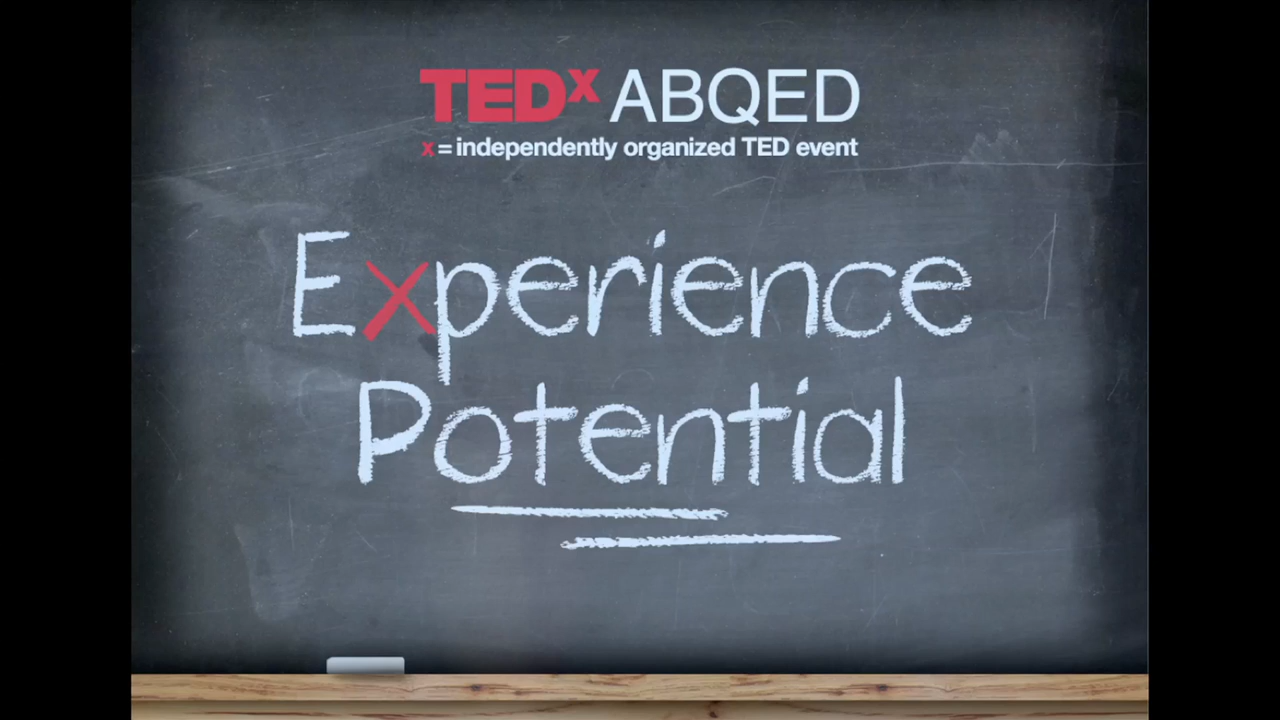 TEDx ABQED
x = independently organized TED event
Experience
Potential